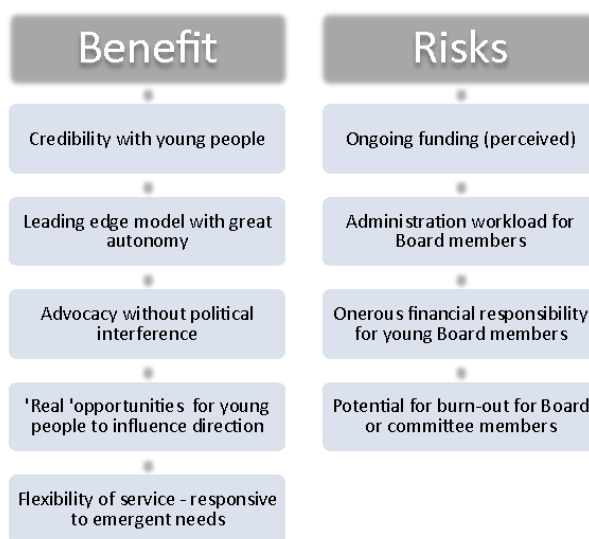 Benefit
Credibility with young people
Leading edge model with great
autonomy
Advocacy without political
interference
'Real 'opportunities for young
people to influence direction
Flexibility of service - responsive
to emergent needs
Risks
Ongoing funding (perceived)
Administration workload for
Board members
Onerous financial responsibility
for young Board members
Potential for burn-out for Board
or committee members